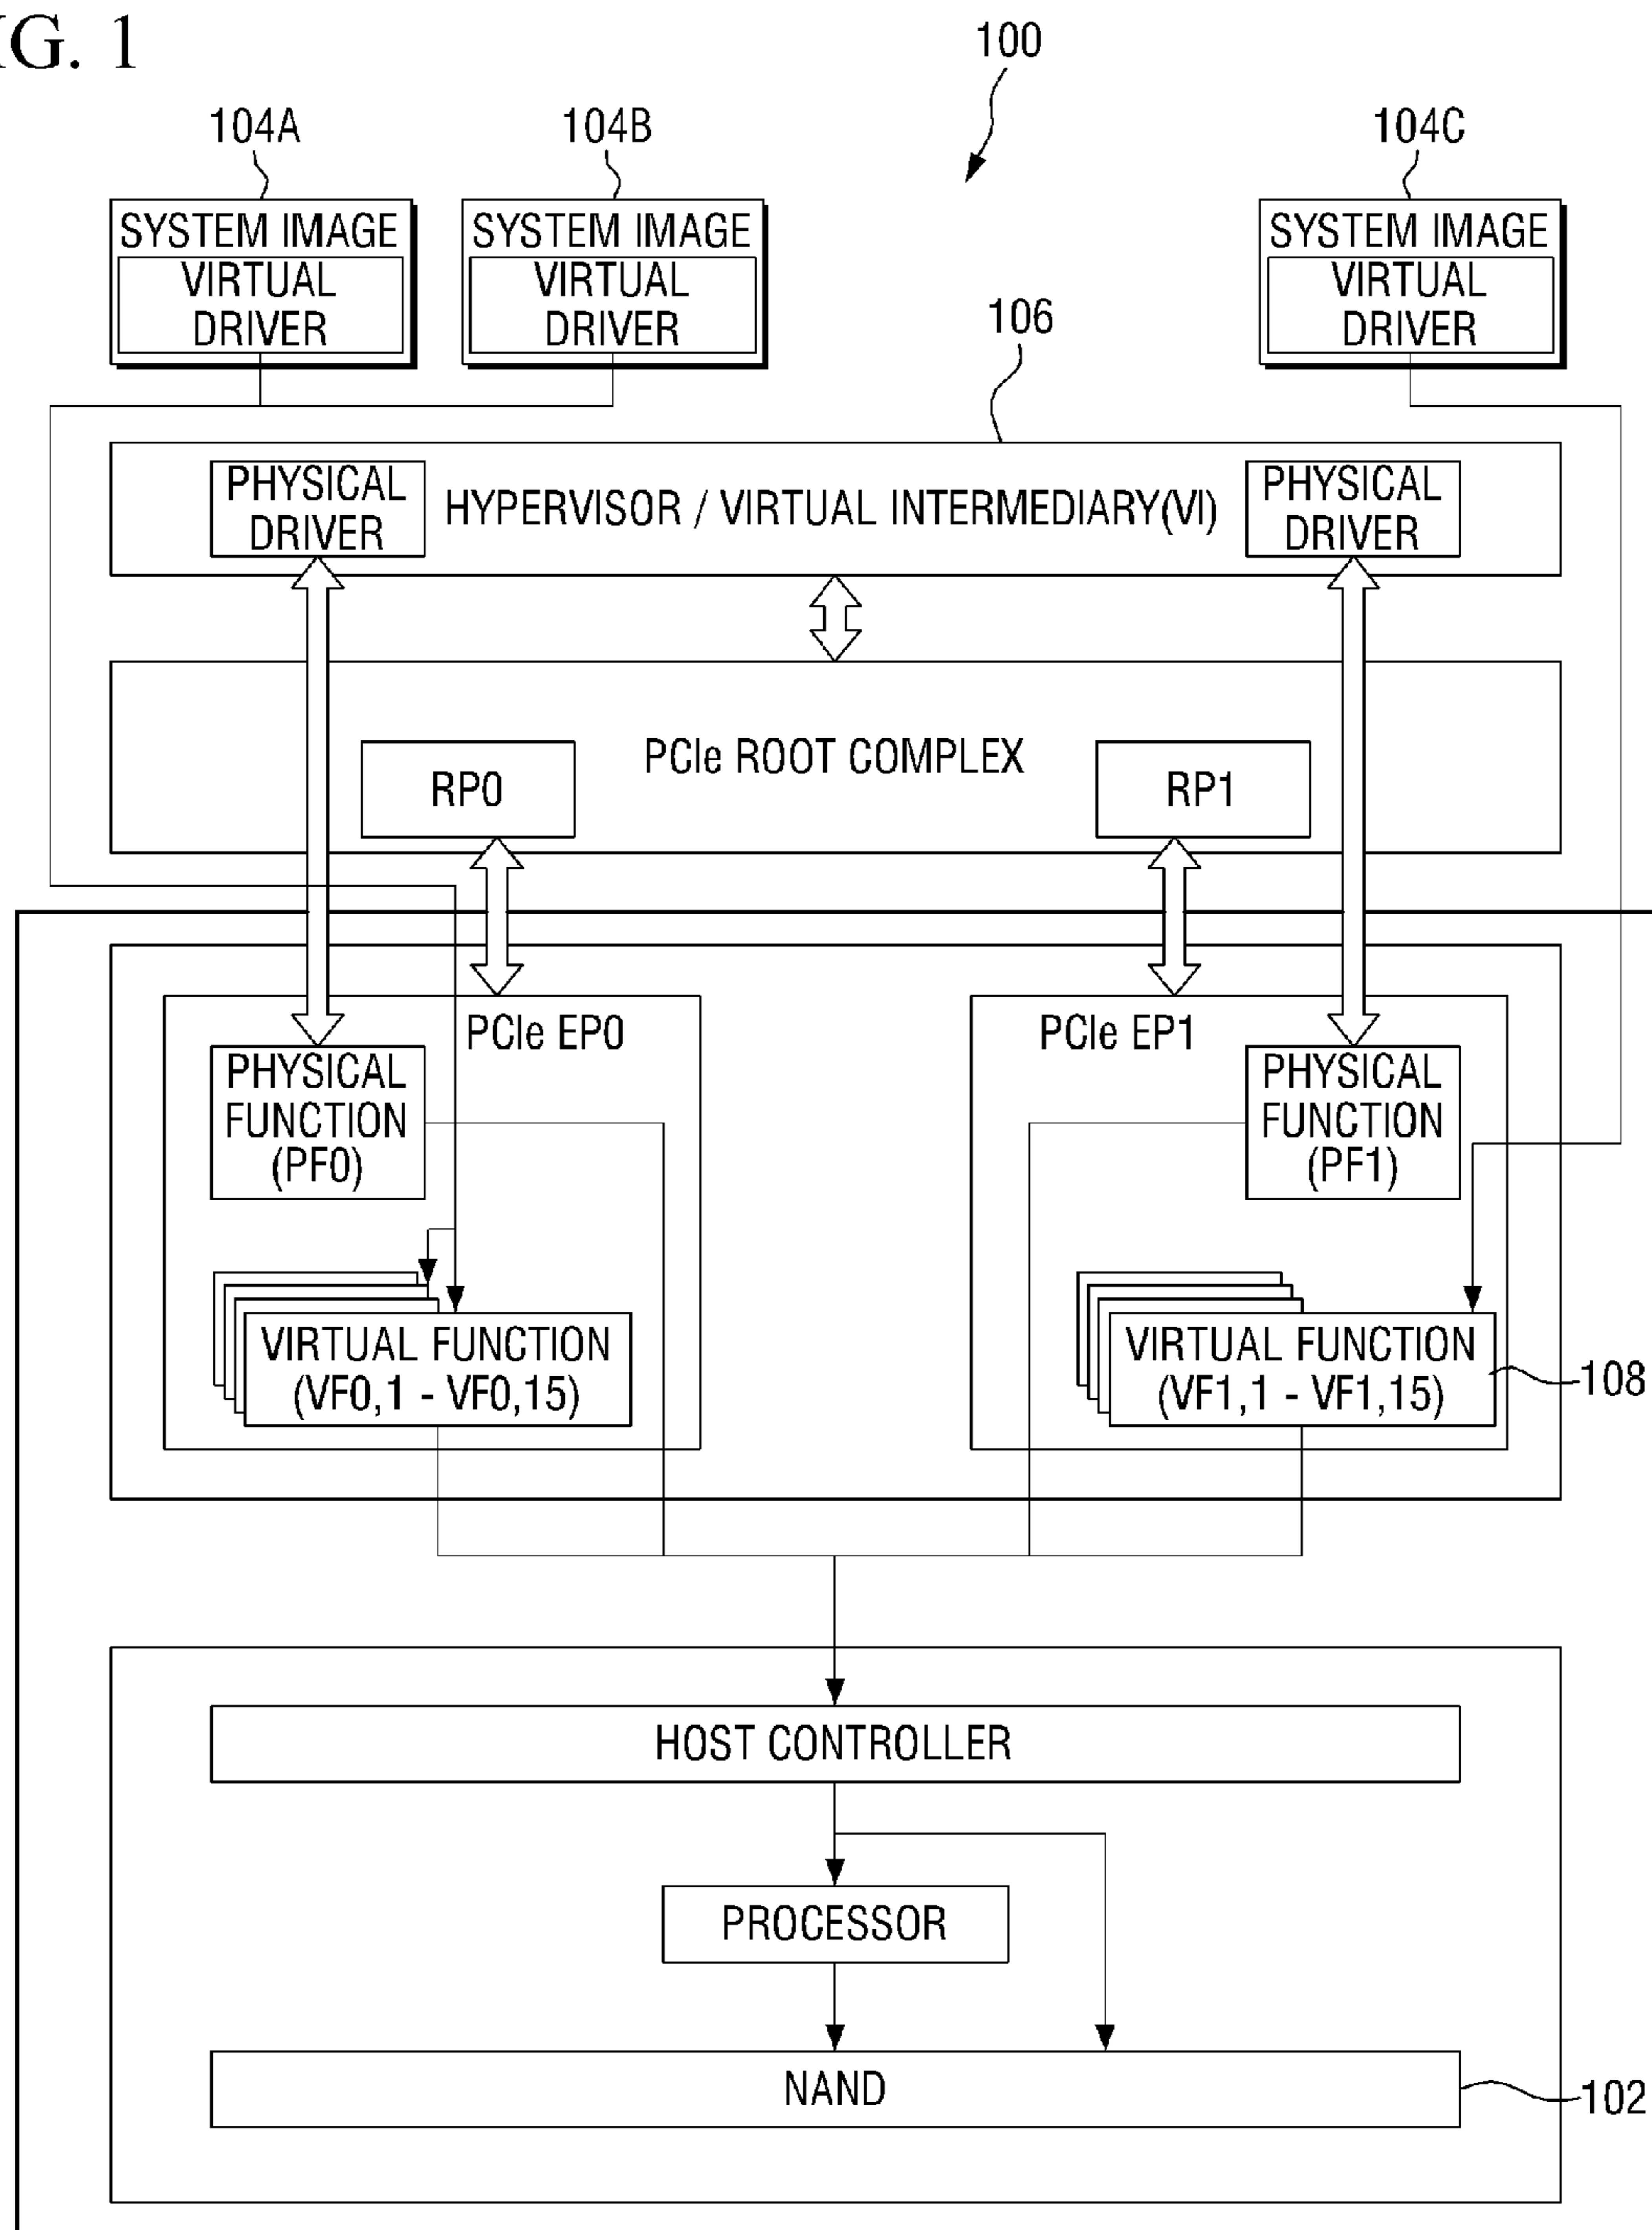 IG. 1
100
104A
104B
104C
SYSTEM IMAGE
VIRTUAL
DRIVER
SYSTEM IMAGE
VIRTUAL
DRIVER
SYSTEM IMAGE
VIRTUAL
DRIVER
106
PHYSICAL
DRIVER
HYPERVISOR / VIRTUAL INTERMEDIARY(VI)
PHYSICAL
DRIVER
PCIe ROOT COMPLEX
RP0
RP1
PCIe EP0
PHYSICAL
FUNCTION
(PF0)
PCIe EP1
PHYSICAL
FUNCTION
(PF1)
VIRTUAL FUNCTION
(VF0,1 - VF0,15)
VIRTUAL FUNCTION
(VF1,1 - VF1,15)
108
HOST CONTROLLER
PROCESSOR
NAND
102